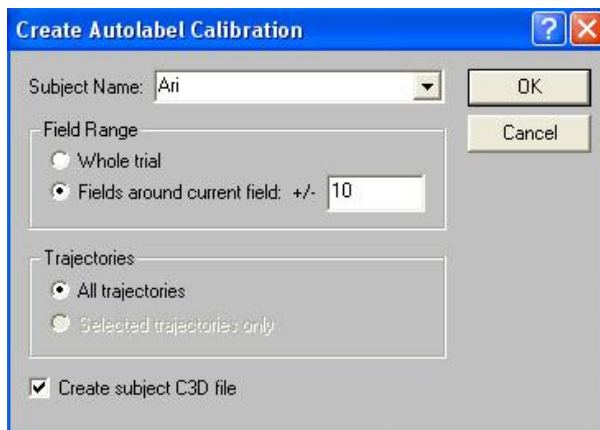 Create Autolabel Calibration
Subject Name: Ari
OK
Field Range
Cancel
Whole trial
Fields around current field: +/- 10
Trajectories
All trajectories
Selected trajectories only
Create subject C3D file